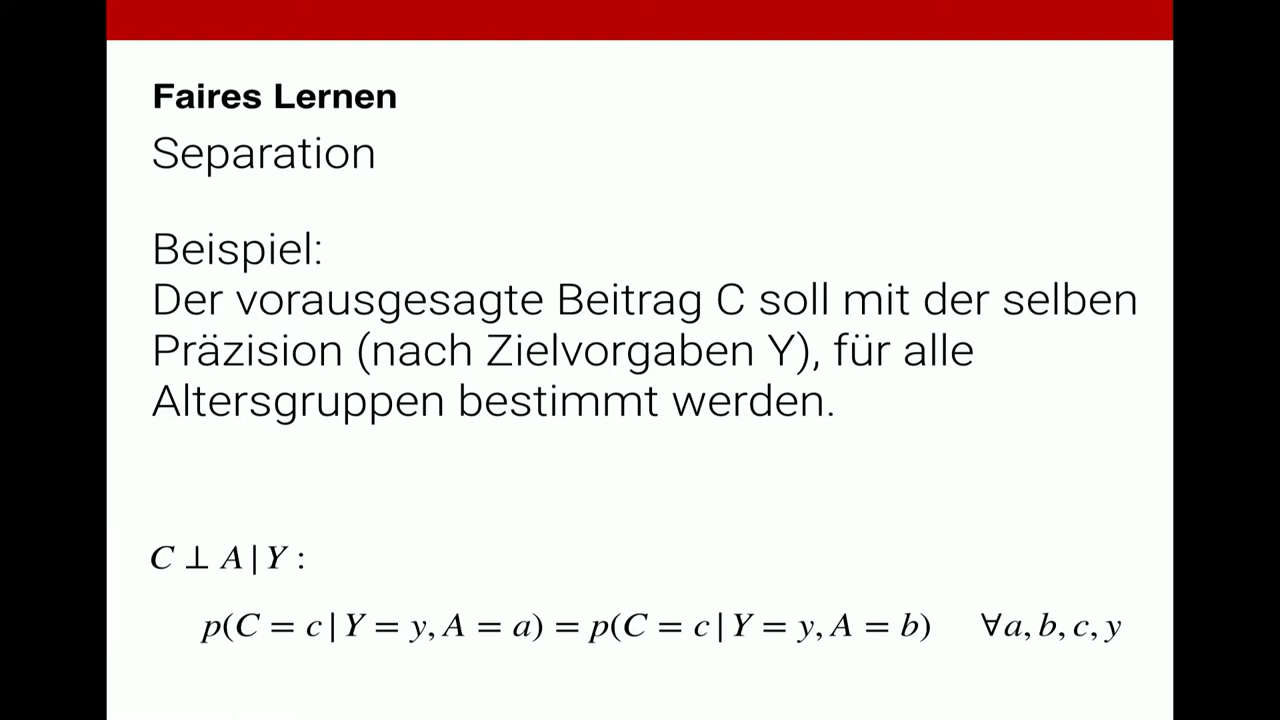 Faires Lernen
Separation
Beispiel:
Der vorausgesagte Beitrag C soll mit der selben
Präzision (nach Zielvorgaben Y), für alle
Altersgruppen bestimmt werden.
C ⊥ A | Y :
p(C = c | Y = y, A = a) = p(C = c | Y = y, A = b) ∀a, b, c, y